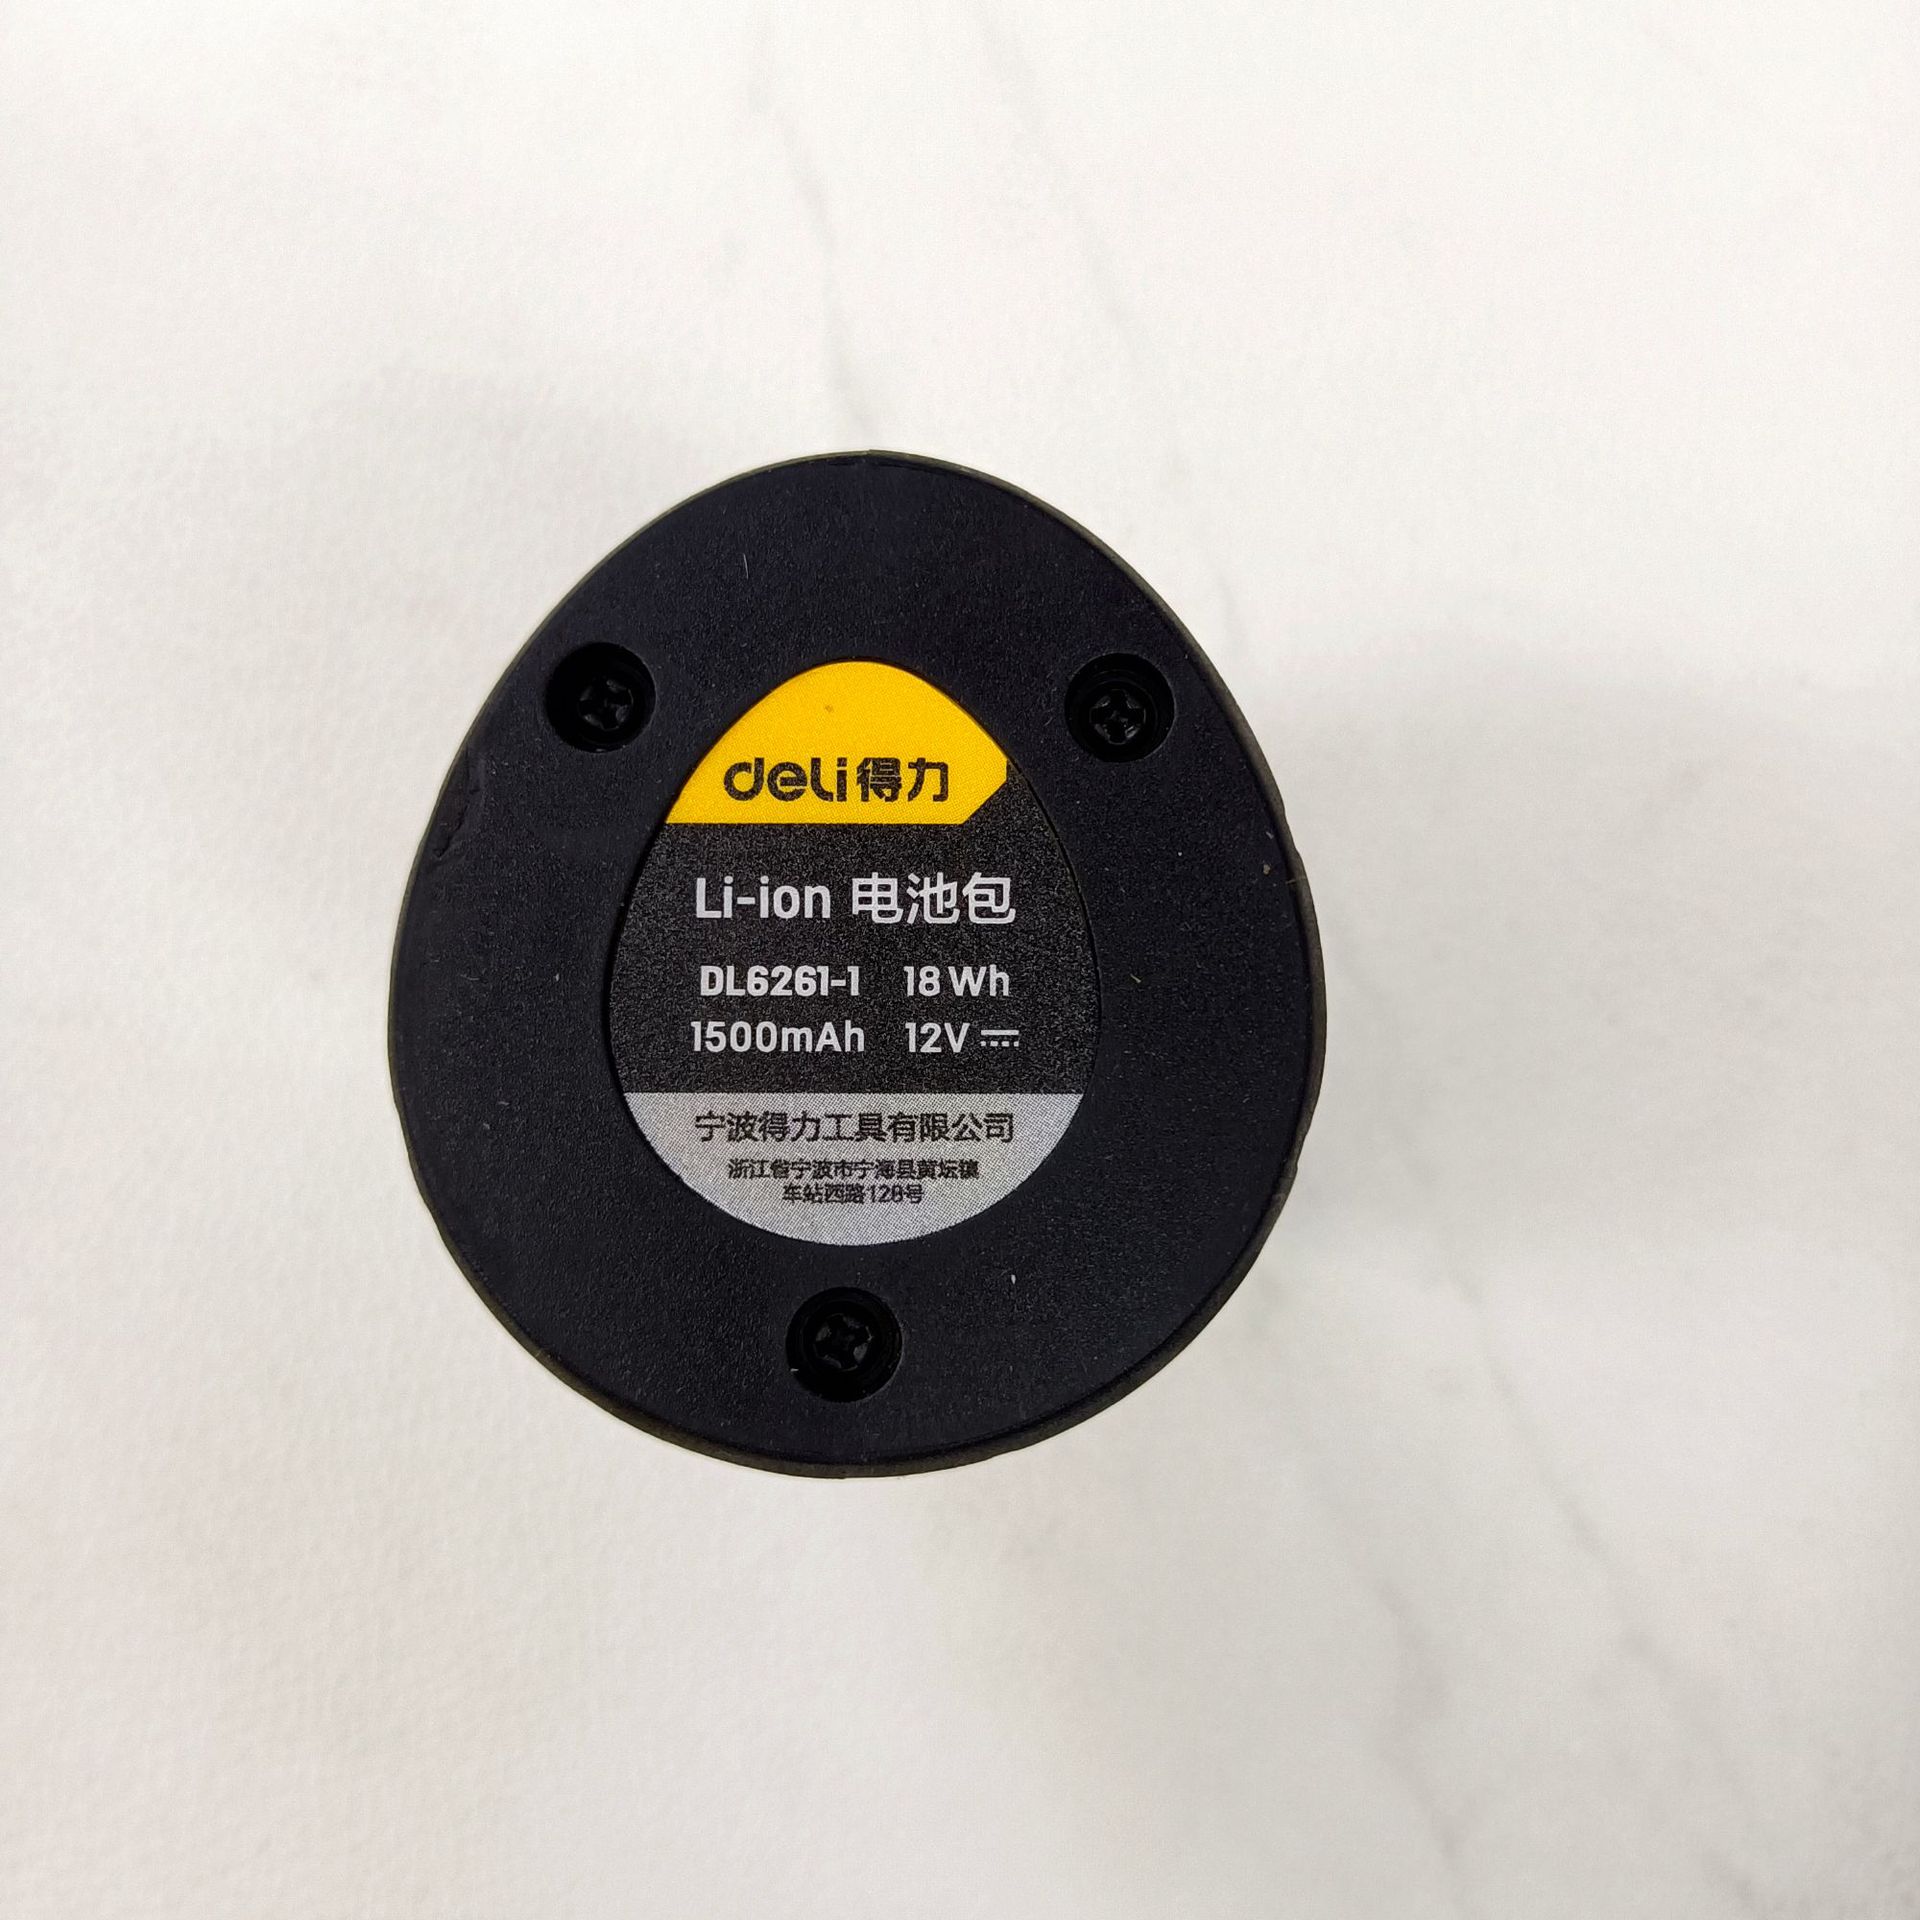 deli得力
Li-ion 电池包
DL6261-1 18 Wh
1500mAh 12V
宁波得力工具有限公司
浙江省宁波市宁海县黄坛镇
车站西路128号